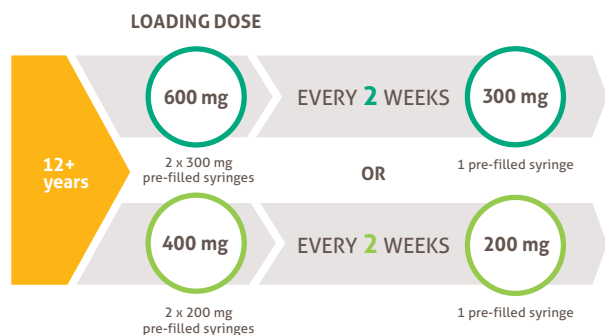 LOADING DOSE
600 mg
EVERY 2 WEEKS
300 mg
2 x 300 mg
pre-filled syringes
1 pre-filled syringe
12+
years
OR
400 mg
EVERY 2 WEEKS
200 mg
2 x 200 mg
pre-filled syringes
1 pre-filled syringe